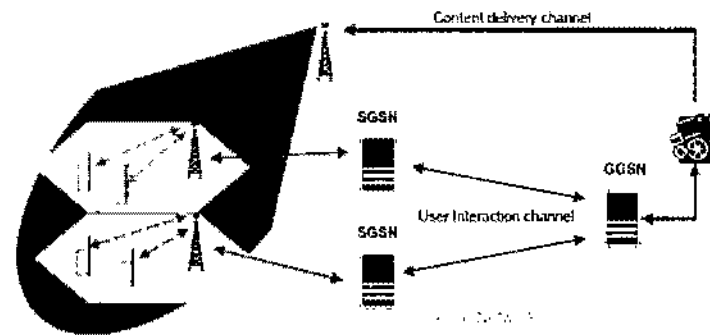 Content delivery channel
SGSN
GGSN
User Interaction channel
SGSN